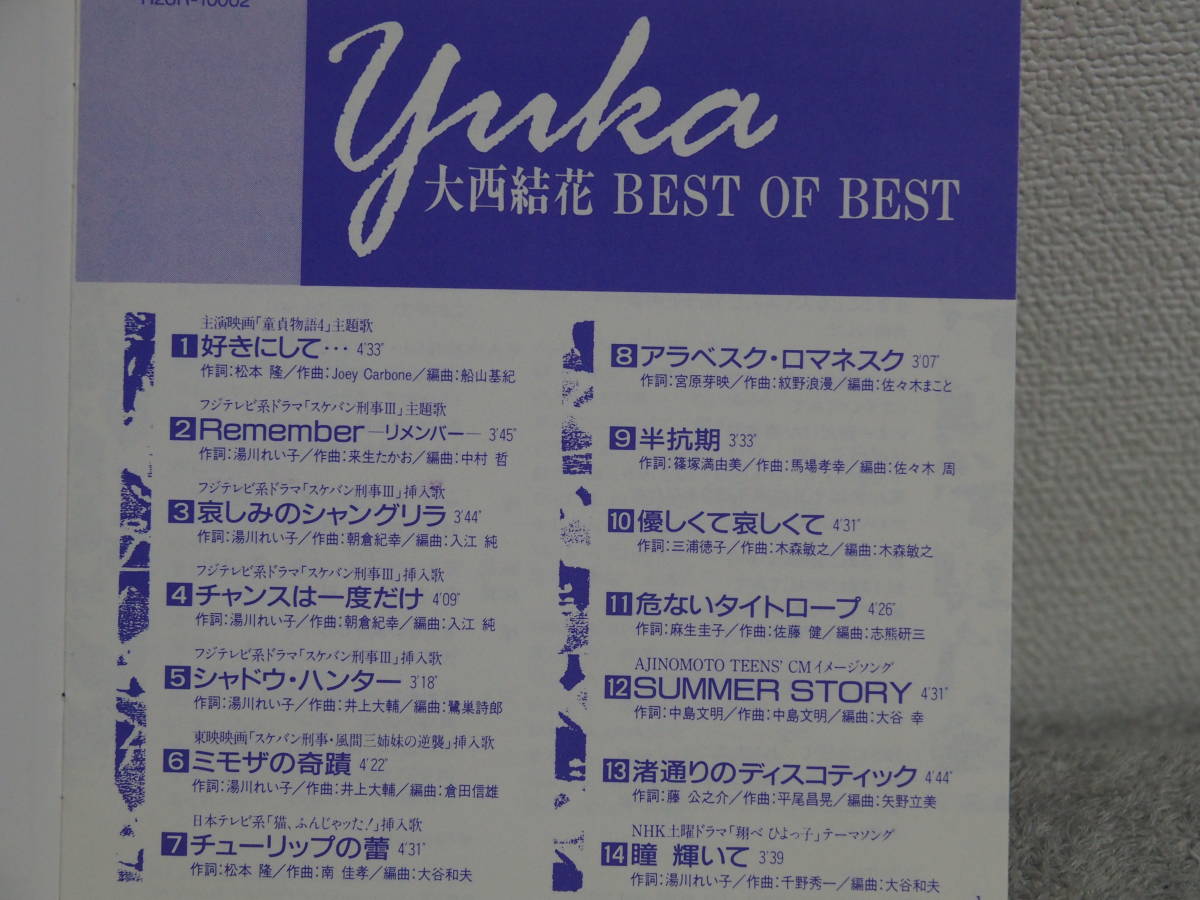 Yuka
大西結花 BEST OF BEST
主演映画「童貞物語4」主題歌
1 好きにして… 4'33"
作詞:松本 隆／作曲:Joey Carbone／編曲:船山基紀
フジテレビ系ドラマ「スケバン刑事III」主題歌
2 Remember —リメンバー— 3'45"
作詞:湯川れい子／作曲:来生たかお／編曲:中村 哲
フジテレビ系ドラマ「スケバン刑事III」挿入歌
3 哀しみのシャングリラ 3'44"
作詞:湯川れい子／作曲:朝倉紀幸／編曲:入江 純
フジテレビ系ドラマ「スケバン刑事III」挿入歌
4 チャンスは一度だけ 4'09"
作詞:湯川れい子／作曲:朝倉紀幸／編曲:入江 純
フジテレビ系ドラマ「スケバン刑事III」挿入歌
5 シャドウ・ハンター 3'18"
作詞:湯川れい子／作曲:井上大輔／編曲:鷺巣詩郎
東映映画「スケバン刑事・風間三姉妹の逆襲」挿入歌
6 ミモザの奇蹟 4'22"
作詞:湯川れい子／作曲:井上大輔／編曲:倉田信雄
日本テレビ系「猫、ふんじゃッた!」挿入歌
7 チューリップの蕾 4'31"
作詞:松本 隆／作曲:南 佳孝／編曲:大谷和夫
8 アラベスク・ロマネスク 3'07"
作詞:宮原芽映／作曲:紋野浪漫／編曲:佐々木まこと
9 半抗期 3'33"
作詞:篠塚満由美／作曲:馬場孝幸／編曲:佐々木 周
10 優しくて哀しくて 4'31"
作詞:三浦徳子／作曲:木森敏之／編曲:木森敏之
11 危ないタイトロープ 4'26"
作詞:麻生圭子／作曲:佐藤 健／編曲:志熊研三
AJINOMOTO TEENS' CMイメージソング
12 SUMMER STORY 4'31"
作詞:中島文明／作曲:中島文明／編曲:大谷 幸
13 渚通りのディスコティック 4'44"
作詞:藤 公之介／作曲:平尾昌晃／編曲:矢野立美
NHK土曜ドラマ「翔べ ひよっ子」テーマソング
14 瞳 輝いて 3'39
作詞:湯川れい子／作曲:千野秀一／編曲:大谷和夫